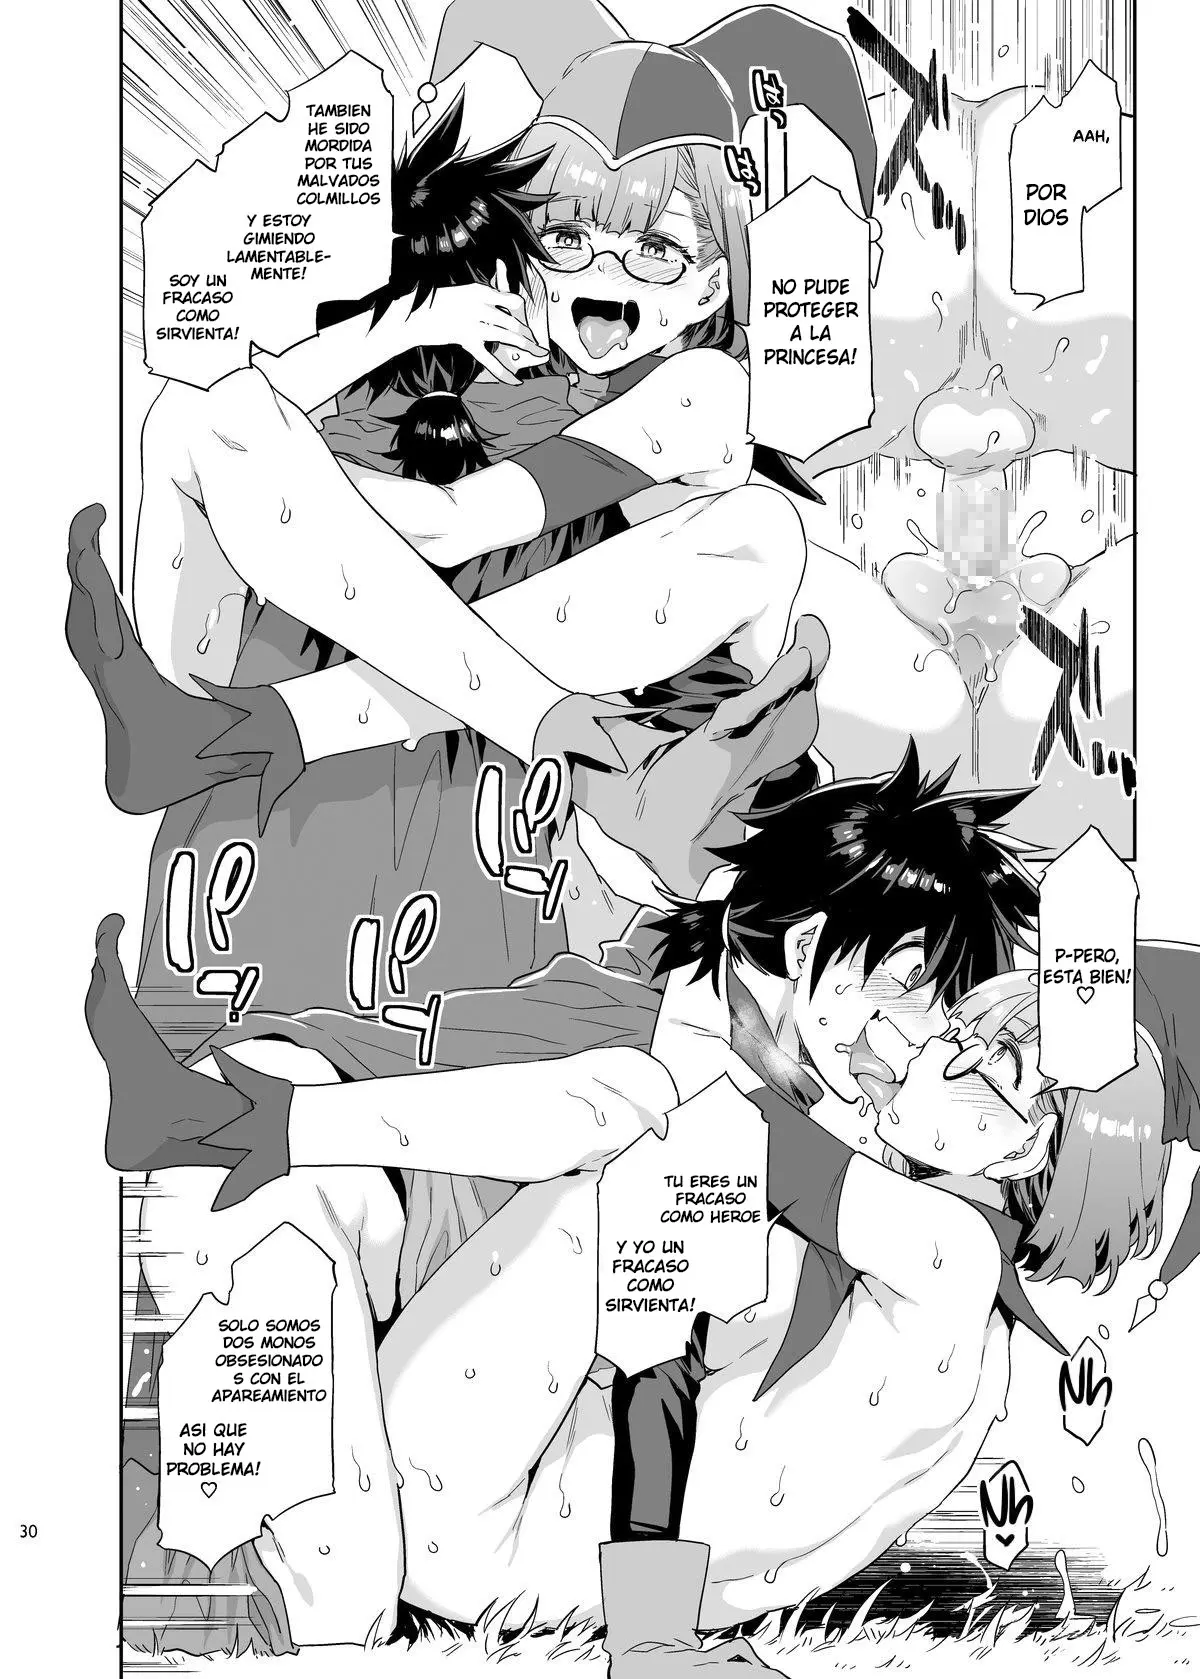 AAH,
POR
DIOS
NO PUDE
PROTEGER
A LA
PRINCESA!
TAMBIEN
HE SIDO
MORDIDA
POR TUS
MALVADOS
COLMILLOS
Y ESTOY
GIMIENDO
LAMENTABLE-
MENTE!
SOY UN
FRACASO
COMO
SIRVIENTA!
P-PERO,
ESTA BIEN!
♡
TU ERES UN
FRACASO
COMO HEROE
Y YO UN
FRACASO
COMO
SIRVIENTA!
SOLO SOMOS
DOS MONOS
OBSESIONADO
S CON EL
APAREAMIENTO
ASI QUE
NO HAY
PROBLEMA!
♡
Nh
Nh
♥
30